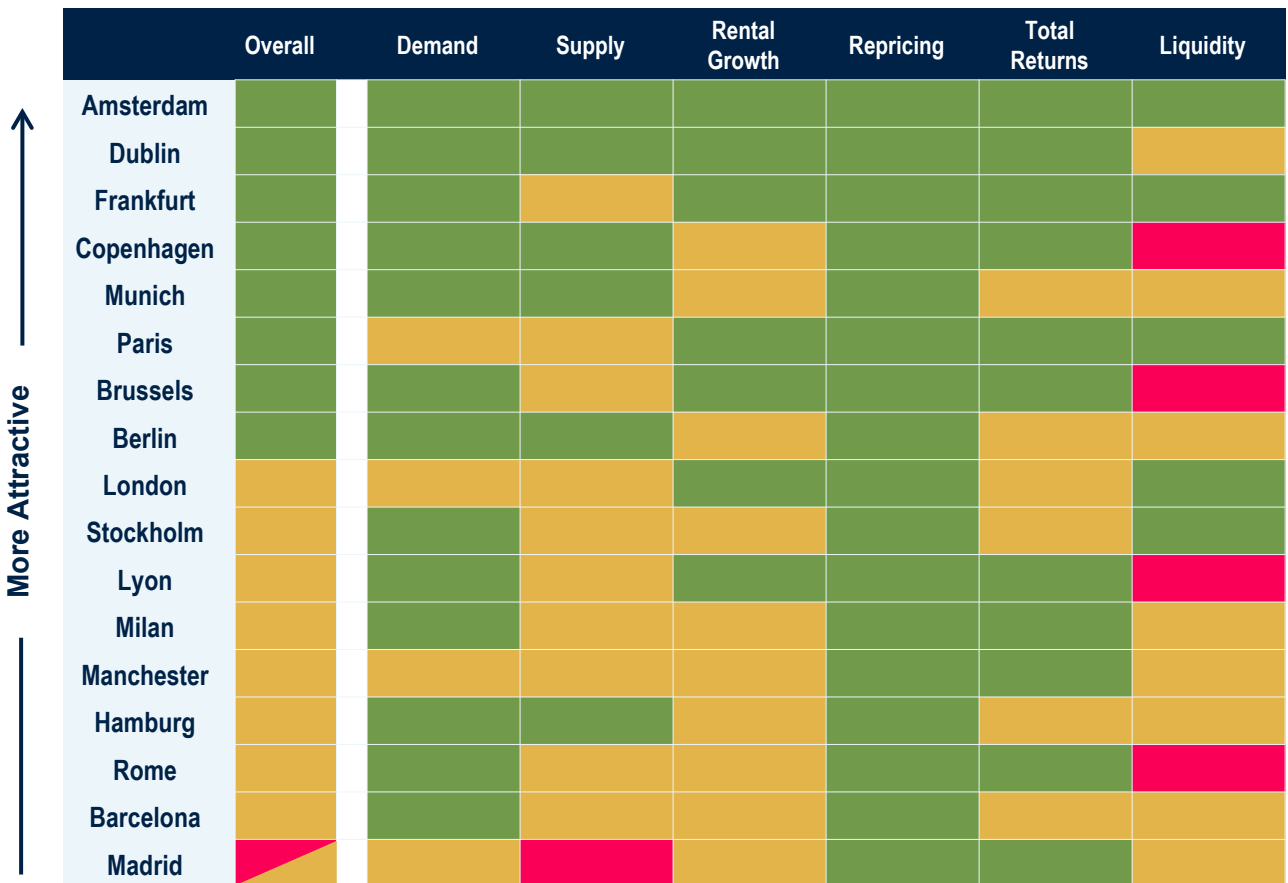 Overall
Demand
Supply
Rental
Growth
Repricing
Total
Returns
Liquidity
More Attractive
Amsterdam
Dublin
Frankfurt
Copenhagen
Munich
Paris
Brussels
Berlin
London
Stockholm
Lyon
Milan
Manchester
Hamburg
Rome
Barcelona
Madrid